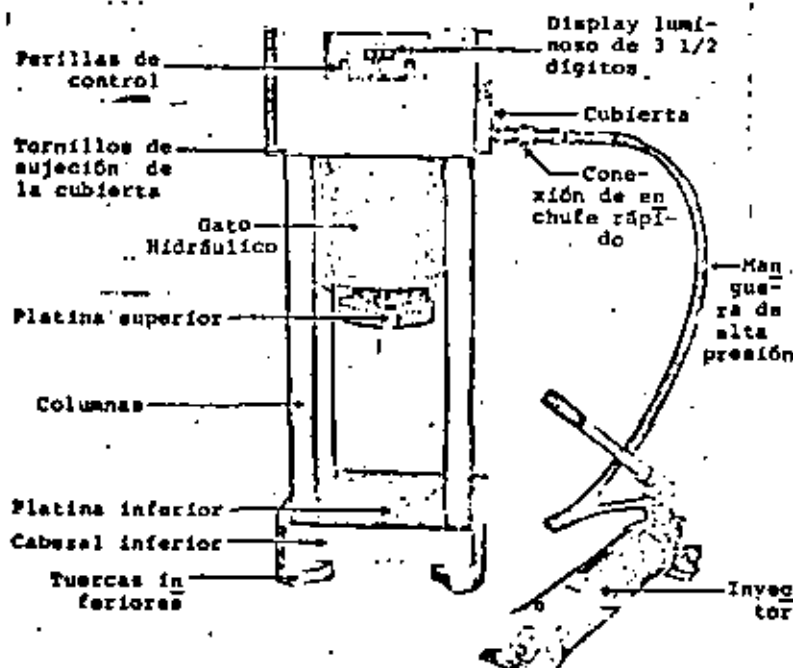 Display lumi-
noso de 3 1/2
dígitos.
Perillas de
control
Cubierta
Tornillos de
sujeción de
la cubierta
Cone-
xión de en
chufe rápi-
do
Gato
Hidráulico
Man
gue-
ra de
alta
presión
Platina superior
Columnas
Platina inferior
Cabezal inferior
Tuercas in
feriores
Inyec
tor